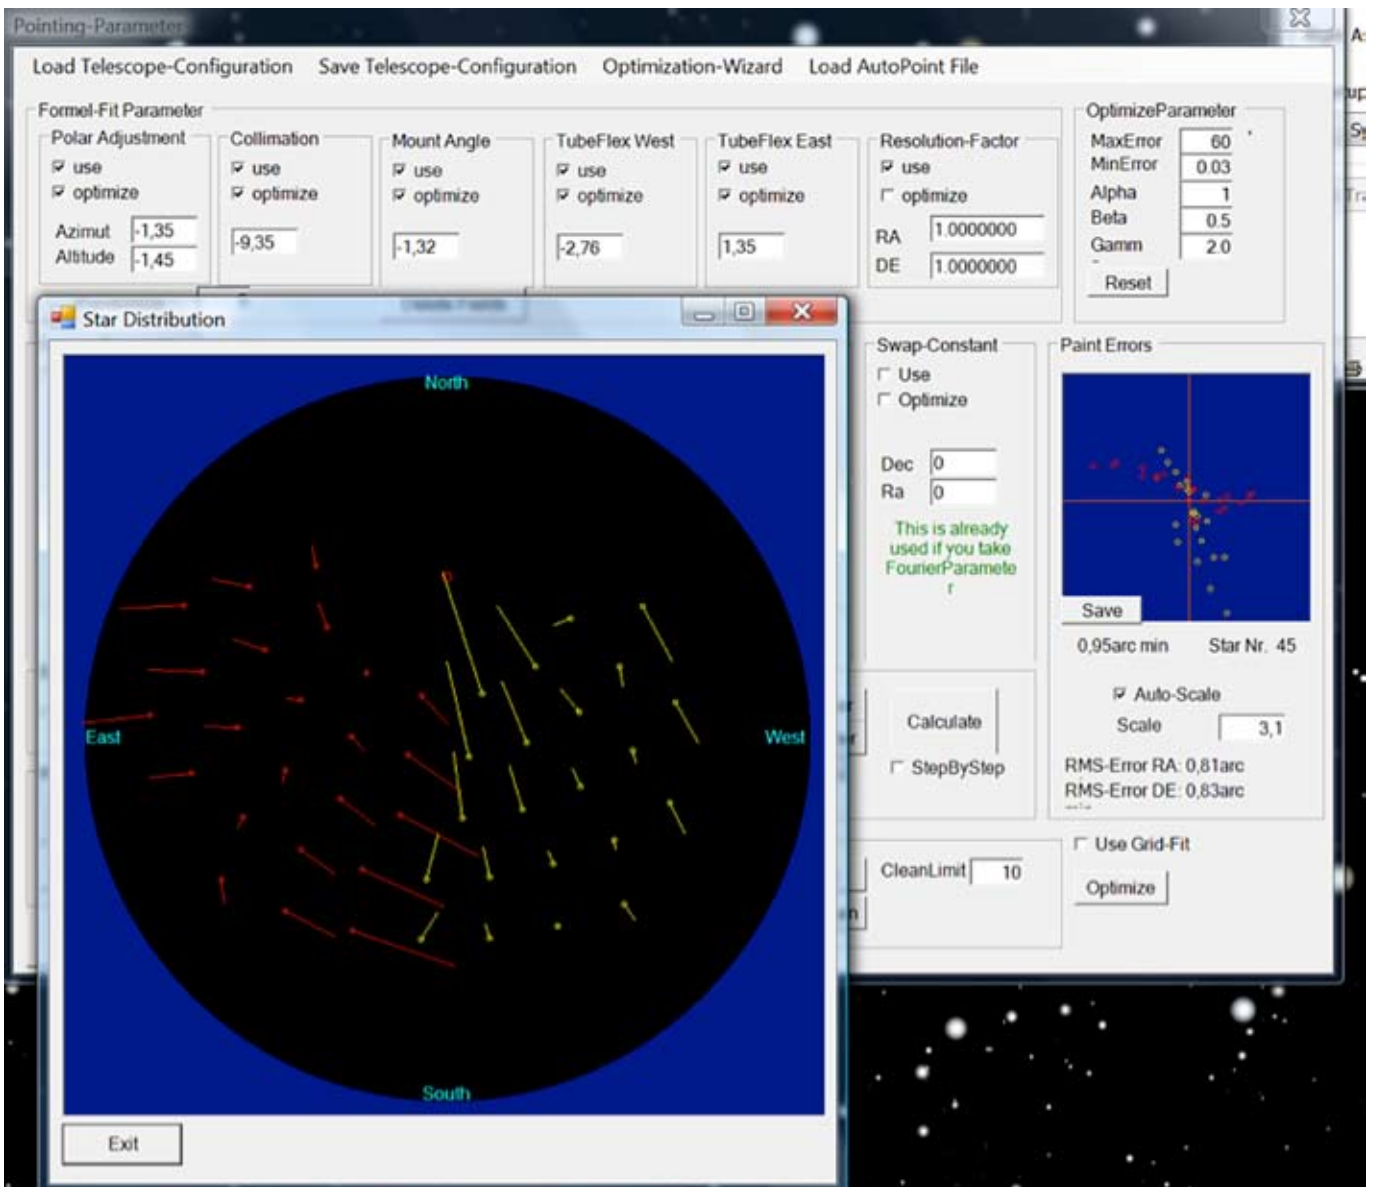 Pointing-Parameter
Load Telescope-Configuration Save Telescope-Configuration Optimization-Wizard Load AutoPoint File
Formel-Fit Parameter
Polar Adjustment
use
optimize
Azimut -1,35
Altitude -1,45
Collimation
use
optimize
-9,35
Mount Angle
use
optimize
-1,32
TubeFlex West
use
optimize
-2,76
TubeFlex East
use
optimize
1,35
Resolution-Factor
use
optimize
RA 1.0000000
DE 1.0000000
OptimizeParameter
MaxError 60
MinError 0.03
Alpha 1
Beta 0.5
Gamm 2.0
Reset
Star Distribution
North
East
West
South
Exit
Swap-Constant
Use
Optimize
Dec 0
Ra 0
This is already
used if you take
FourierParamete
r
Calculate
StepByStep
CleanLimit 10
Paint Errors
Save
0,95arc min Star Nr. 45
Auto-Scale
Scale 3,1
RMS-Error RA: 0,81arc
RMS-Error DE: 0,83arc
Use Grid-Fit
Optimize